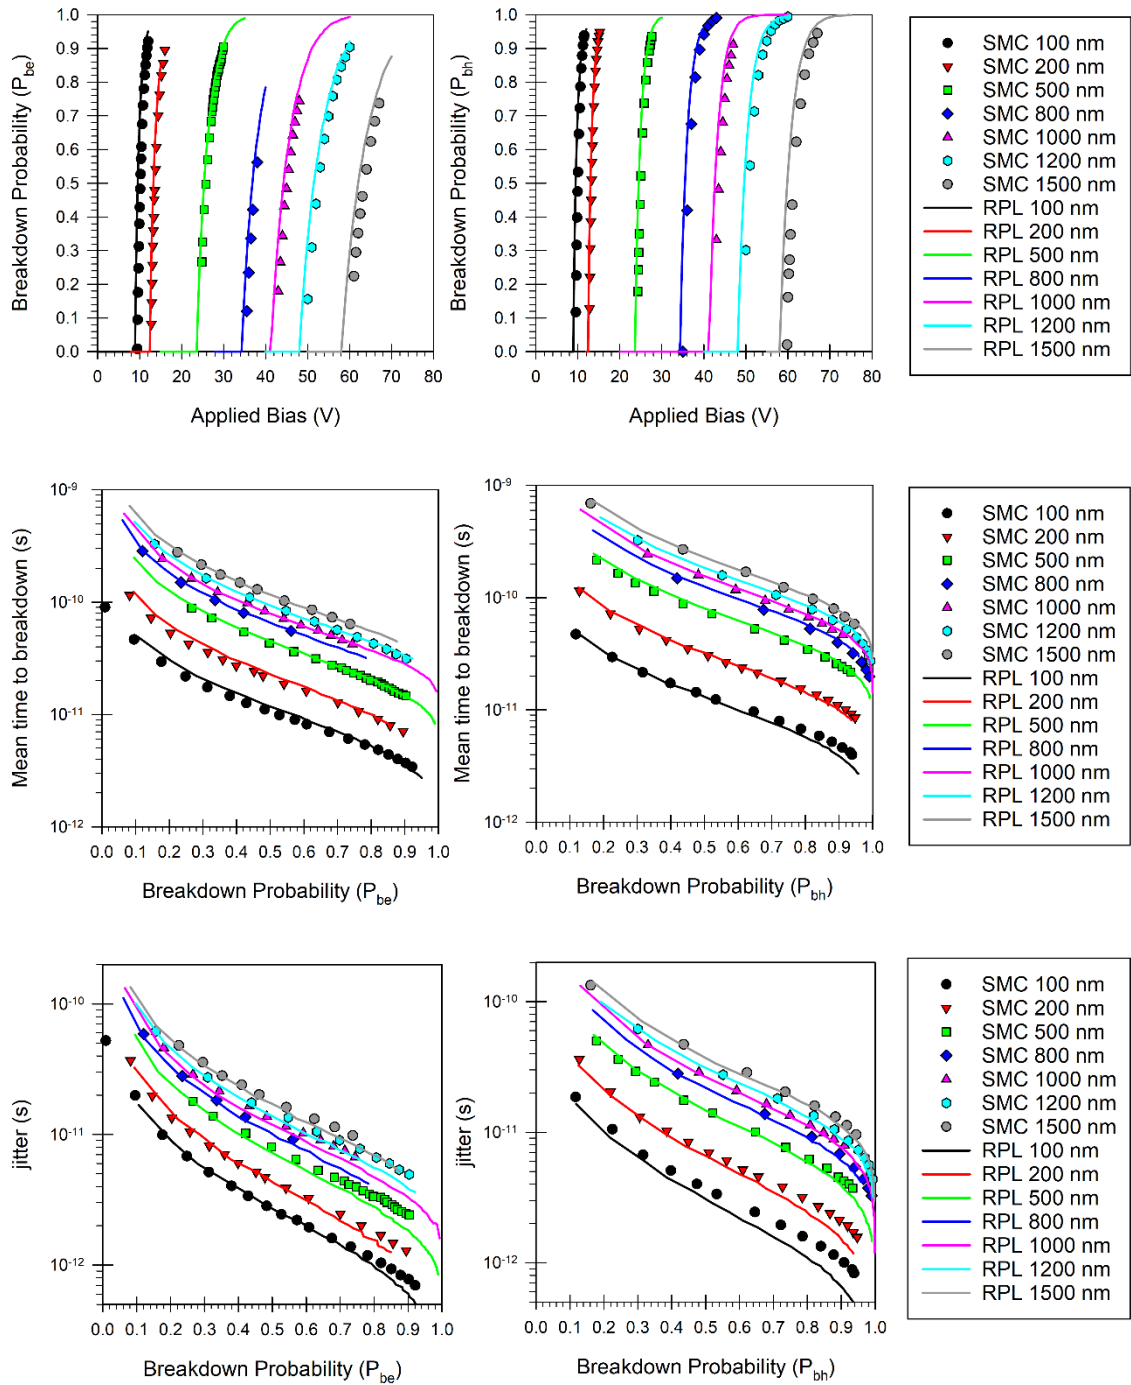 Breakdown Probability (Pbe)
1.0
0.9
0.8
0.7
0.6
0.5
0.4
0.3
0.2
0.1
0.0
0 10 20 30 40 50 60 70 80
Applied Bias (V)
Breakdown Probability (Pbh)
1.0
0.9
0.8
0.7
0.6
0.5
0.4
0.3
0.2
0.1
0.0
0 10 20 30 40 50 60 70 80
Applied Bias (V)
SMC 100 nm
SMC 200 nm
SMC 500 nm
SMC 800 nm
SMC 1000 nm
SMC 1200 nm
SMC 1500 nm
RPL 100 nm
RPL 200 nm
RPL 500 nm
RPL 800 nm
RPL 1000 nm
RPL 1200 nm
RPL 1500 nm
Mean time to breakdown (s)
10-9
10-10
10-11
10-12
0.0 0.1 0.2 0.3 0.4 0.5 0.6 0.7 0.8 0.9 1.0
Breakdown Probability (Pbe)
Mean time to breakdown (s)
10-9
10-10
10-11
10-12
0.0 0.1 0.2 0.3 0.4 0.5 0.6 0.7 0.8 0.9 1.0
Breakdown Probability (Pbh)
SMC 100 nm
SMC 200 nm
SMC 500 nm
SMC 800 nm
SMC 1000 nm
SMC 1200 nm
SMC 1500 nm
RPL 100 nm
RPL 200 nm
RPL 500 nm
RPL 800 nm
RPL 1000 nm
RPL 1200 nm
RPL 1500 nm
jitter (s)
10-10
10-11
10-12
0.0 0.1 0.2 0.3 0.4 0.5 0.6 0.7 0.8 0.9 1.0
Breakdown Probability (Pbe)
jitter (s)
10-10
10-11
10-12
0.0 0.1 0.2 0.3 0.4 0.5 0.6 0.7 0.8 0.9 1.0
Breakdown Probability (Pbh)
SMC 100 nm
SMC 200 nm
SMC 500 nm
SMC 800 nm
SMC 1000 nm
SMC 1200 nm
SMC 1500 nm
RPL 100 nm
RPL 200 nm
RPL 500 nm
RPL 800 nm
RPL 1000 nm
RPL 1200 nm
RPL 1500 nm